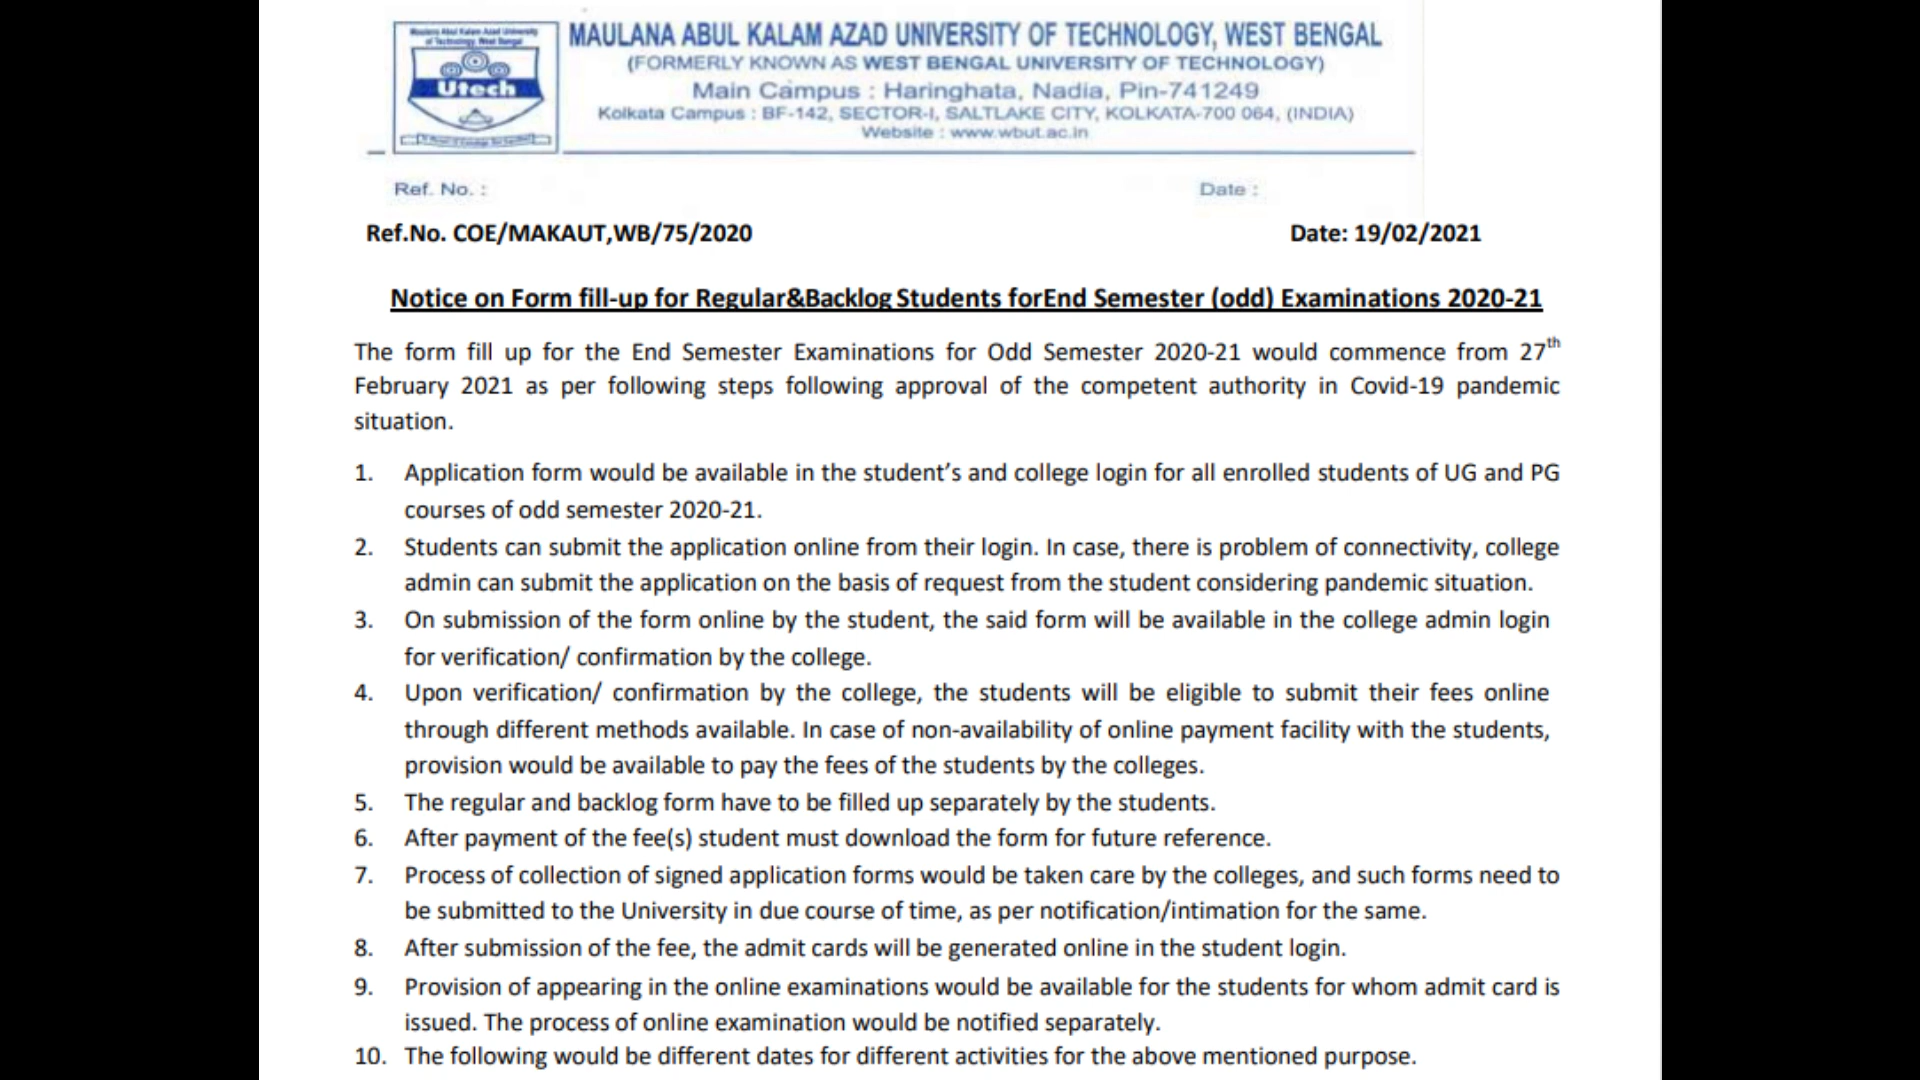 Maulana Abul Kalam Azad University
of Technology, West Bengal
Utech
MAULANA ABUL KALAM AZAD UNIVERSITY OF TECHNOLOGY, WEST BENGAL
(FORMERLY KNOWN AS WEST BENGAL UNIVERSITY OF TECHNOLOGY)
Main Campus : Haringhata, Nadia, Pin-741249
Kolkata Campus : BF-142, SECTOR-I, SALTLAKE CITY, KOLKATA-700 064, (INDIA)
Website : www.wbut.ac.in
Ref. No. : Date :
Ref.No. COE/MAKAUT,WB/75/2020 Date: 19/02/2021
Notice on Form fill-up for Regular&Backlog Students forEnd Semester (odd) Examinations 2020-21
The form fill up for the End Semester Examinations for Odd Semester 2020-21 would commence from 27th
February 2021 as per following steps following approval of the competent authority in Covid-19 pandemic
situation.
1. Application form would be available in the student’s and college login for all enrolled students of UG and PG
courses of odd semester 2020-21.
2. Students can submit the application online from their login. In case, there is problem of connectivity, college
admin can submit the application on the basis of request from the student considering pandemic situation.
3. On submission of the form online by the student, the said form will be available in the college admin login
for verification/ confirmation by the college.
4. Upon verification/ confirmation by the college, the students will be eligible to submit their fees online
through different methods available. In case of non-availability of online payment facility with the students,
provision would be available to pay the fees of the students by the colleges.
5. The regular and backlog form have to be filled up separately by the students.
6. After payment of the fee(s) student must download the form for future reference.
7. Process of collection of signed application forms would be taken care by the colleges, and such forms need to
be submitted to the University in due course of time, as per notification/intimation for the same.
8. After submission of the fee, the admit cards will be generated online in the student login.
9. Provision of appearing in the online examinations would be available for the students for whom admit card is
issued. The process of online examination would be notified separately.
10. The following would be different dates for different activities for the above mentioned purpose.